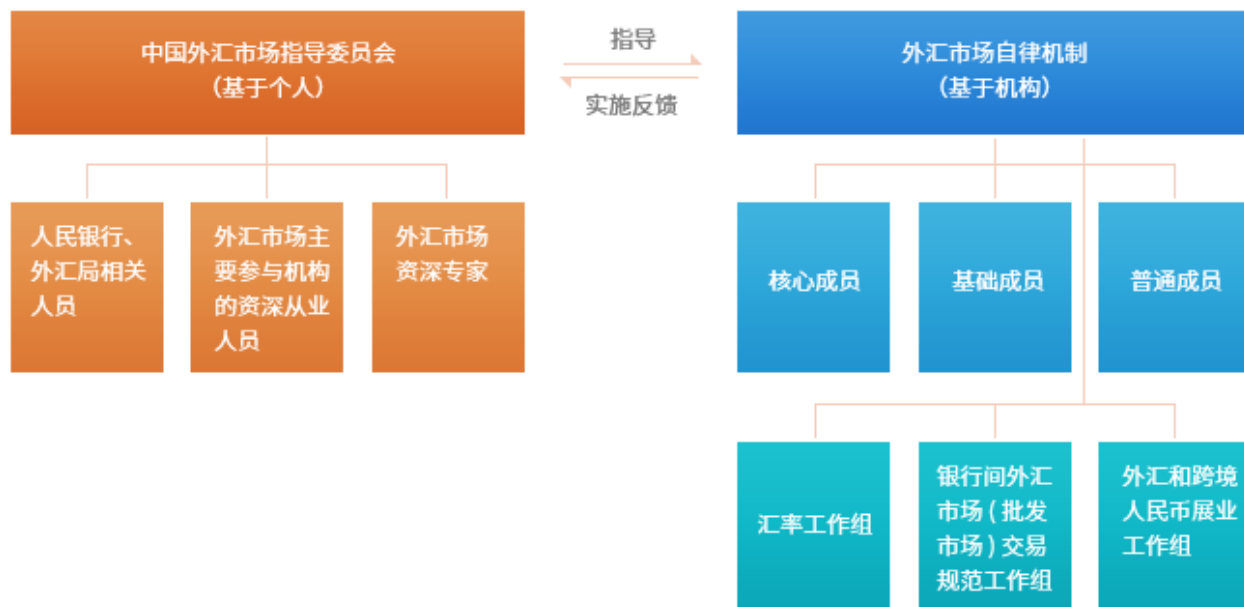 中国外汇市场指导委员会
（基于个人）
指导
实施反馈
外汇市场自律机制
（基于机构）
人民银行、
外汇局相关
人员
外汇市场主
要参与机构
的资深从业
人员
外汇市场
资深专家
核心成员
基础成员
普通成员
汇率工作组
银行间外汇
市场(批发
市场)交易
规范工作组
外汇和跨境
人民币展业
工作组